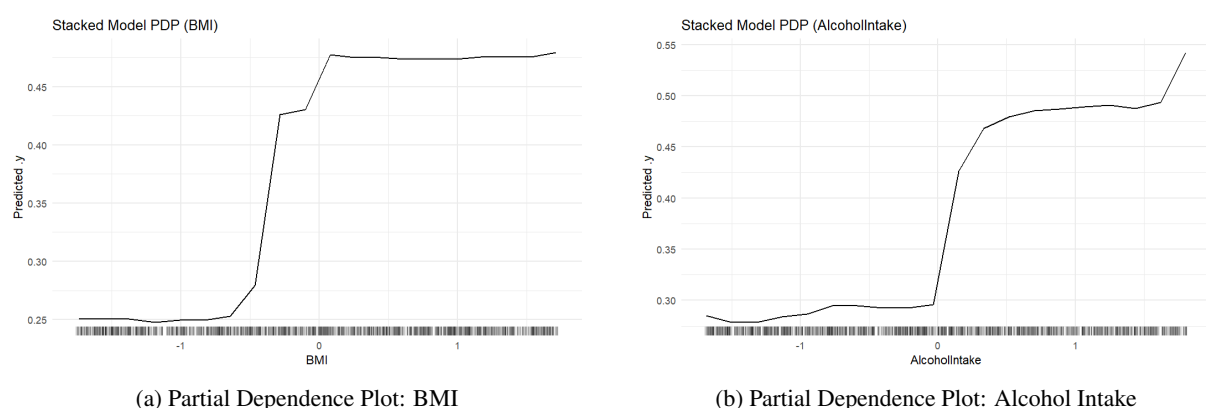 Stacked Model PDP (BMI)
0.45
0.40
0.35
0.30
0.25
Predicted .y
-1
0
1
BMI
(a) Partial Dependence Plot: BMI
Stacked Model PDP (AlcoholIntake)
0.55
0.50
0.45
0.40
0.35
0.30
Predicted .y
-1
0
1
AlcoholIntake
(b) Partial Dependence Plot: Alcohol Intake